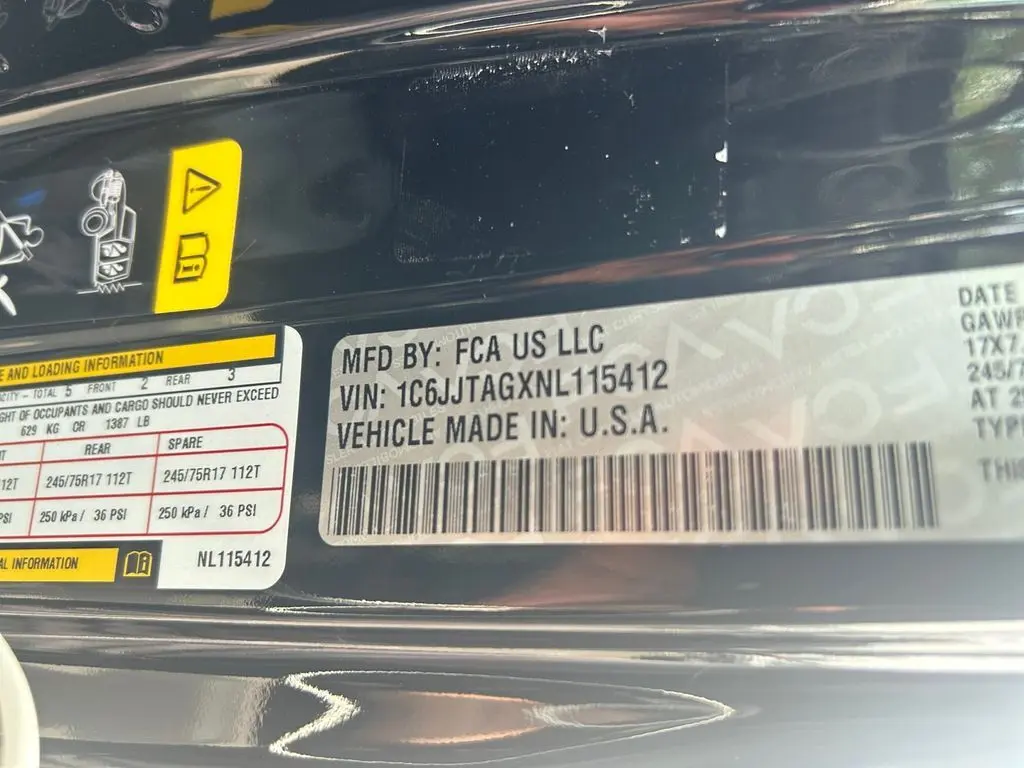 E AND LOADING INFORMATION
CITY - TOTAL 5 FRONT 2 REAR 3
GHT OF OCCUPANTS AND CARGO SHOULD NEVER EXCEED
629 KG OR 1387 LB
REAR SPARE
12T 245/75R17 112T 245/75R17 112T
PSI 250 kPa / 36 PSI 250 kPa / 36 PSI
AL INFORMATION
NL115412
MFD BY: FCA US LLC
VIN: 1C6JJTAGXNL115412
VEHICLE MADE IN: U.S.A.
DATE
GAWR
17X7.
245/7
AT 2
TYPE
THI